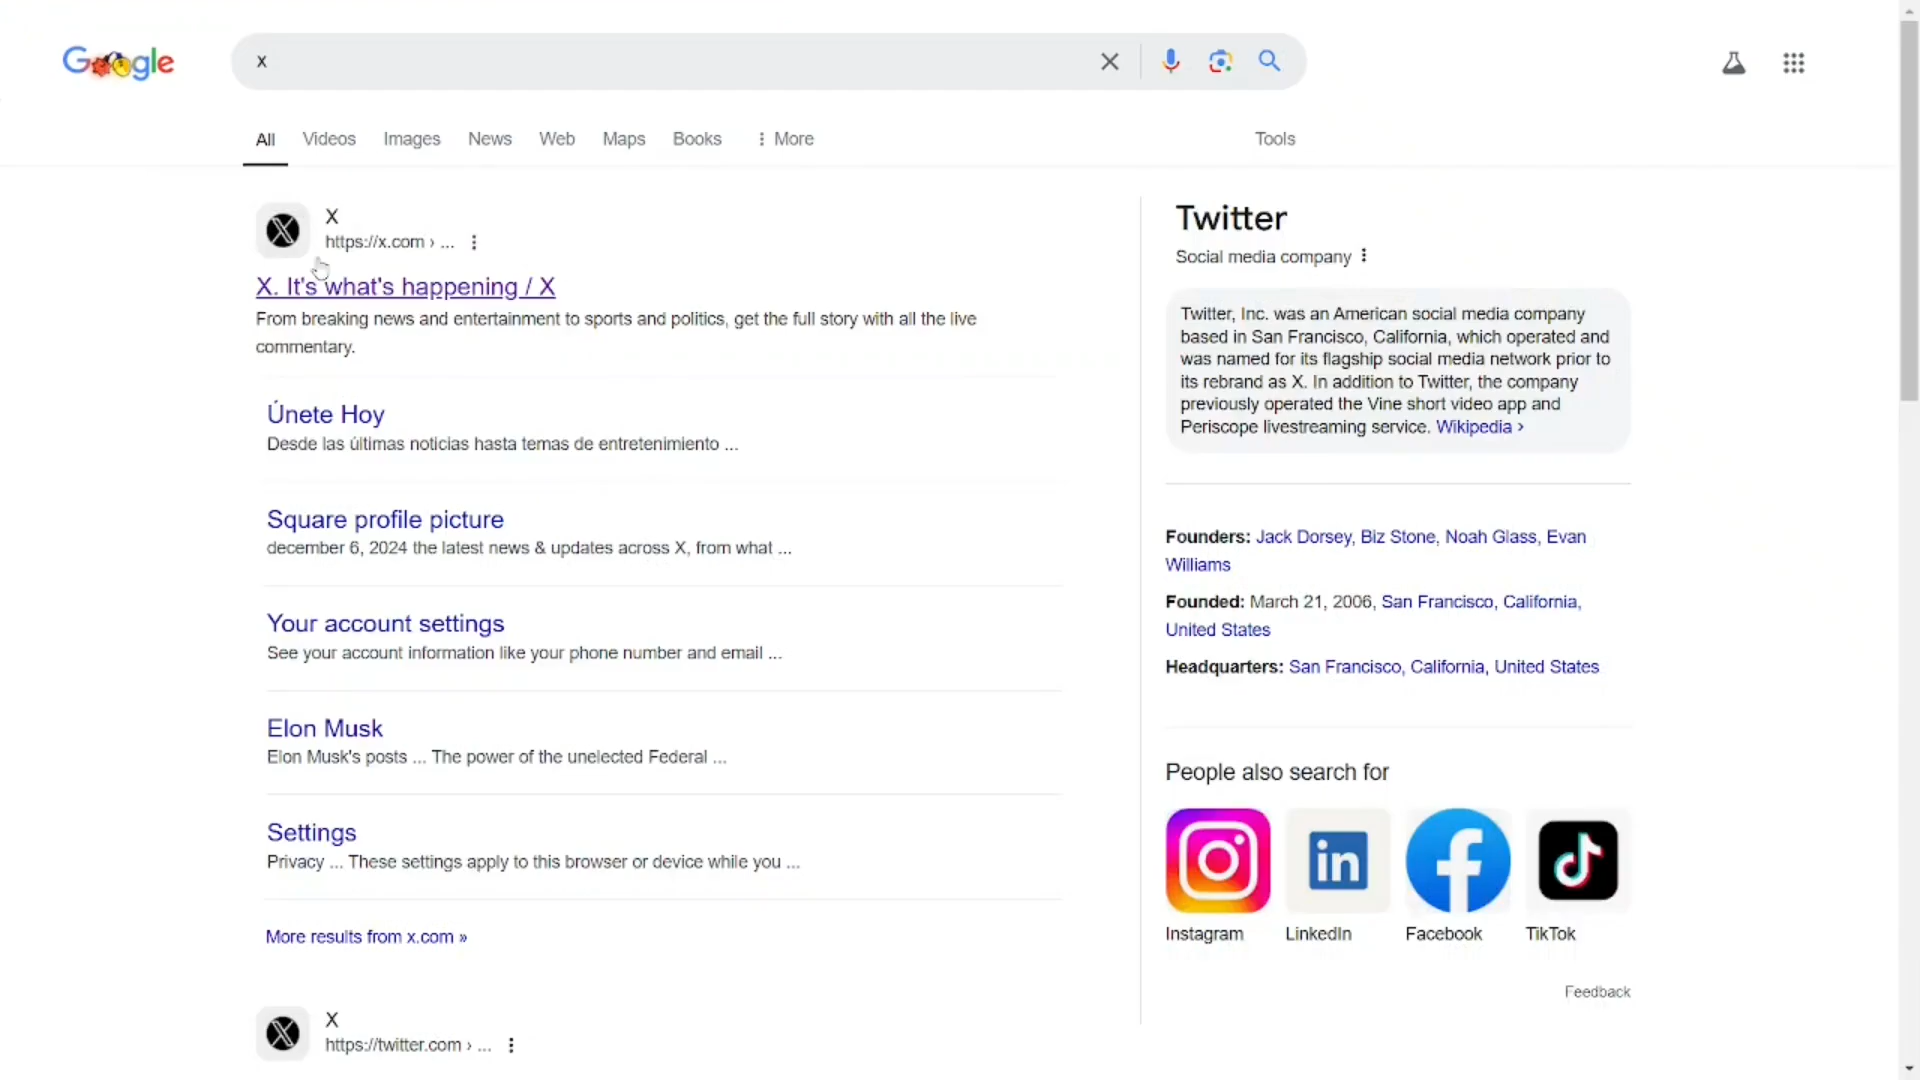 Google
x
All Videos Images News Web Maps Books More Tools
X
https://x.com › ...
X. It's what's happening / X
From breaking news and entertainment to sports and politics, get the full story with all the live
commentary.
Únete Hoy
Desde las últimas noticias hasta temas de entretenimiento ...
Square profile picture
december 6, 2024 the latest news & updates across X, from what ...
Your account settings
See your account information like your phone number and email ...
Elon Musk
Elon Musk's posts ... The power of the unelected Federal ...
Settings
Privacy ... These settings apply to this browser or device while you ...
More results from x.com »
X
https://twitter.com › ...
Twitter
Social media company
Twitter, Inc. was an American social media company
based in San Francisco, California, which operated and
was named for its flagship social media network prior to
its rebrand as X. In addition to Twitter, the company
previously operated the Vine short video app and
Periscope livestreaming service. Wikipedia ›
Founders: Jack Dorsey, Biz Stone, Noah Glass, Evan
Williams
Founded: March 21, 2006, San Francisco, California,
United States
Headquarters: San Francisco, California, United States
People also search for
in
Instagram LinkedIn Facebook TikTok
Feedback